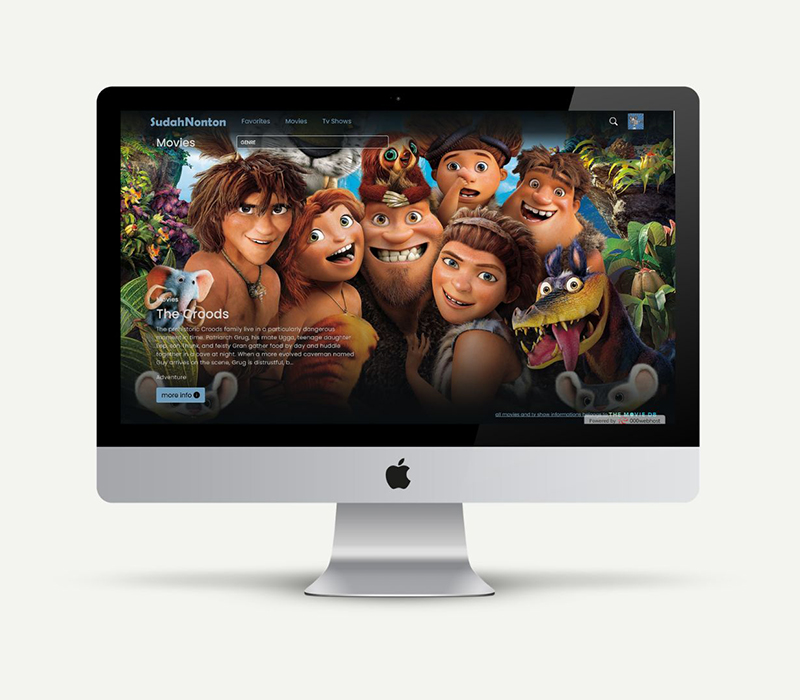 SudahNonton
Favorites
Movies
Tv Shows
Movies
GENRE
Movies
The Croods
The prehistoric Croods family live in a particularly dangerous
moment in time. Patriarch Grug, his mate Ugga, teenage daughter
Eep, son Thunk, and feisty Gran gather food by day and huddle
together in a cave at night. When a more evolved caveman named
Guy arrives on the scene, Grug is distrustful, b...
Adventure
more info
all movies and tv show informations
THE MOVIE DB
Powered by 000webhost